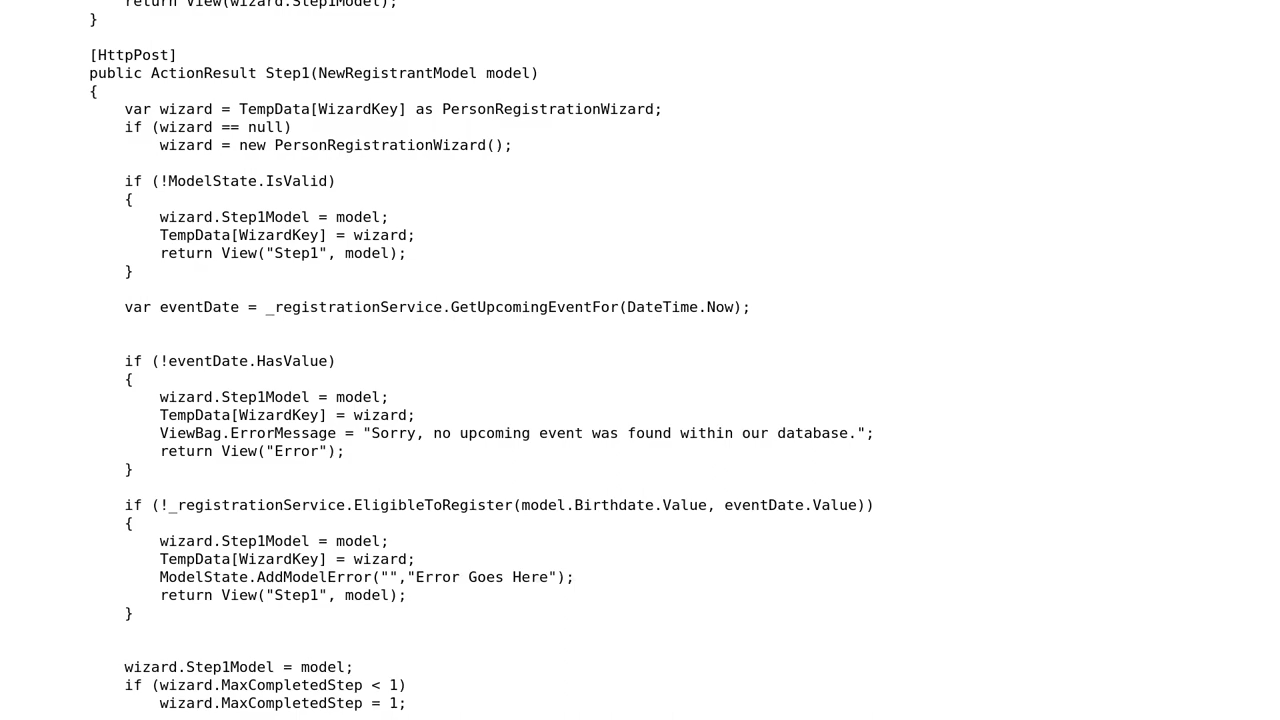 return View(wizard.Step1Model);
}
[HttpPost]
public ActionResult Step1(NewRegistrantModel model)
{
var wizard = TempData[WizardKey] as PersonRegistrationWizard;
if (wizard == null)
wizard = new PersonRegistrationWizard();
if (!ModelState.IsValid)
{
wizard.Step1Model = model;
TempData[WizardKey] = wizard;
return View("Step1", model);
}
var eventDate = _registrationService.GetUpcomingEventFor(DateTime.Now);
if (!eventDate.HasValue)
{
wizard.Step1Model = model;
TempData[WizardKey] = wizard;
ViewBag.ErrorMessage = "Sorry, no upcoming event was found within our database.";
return View("Error");
}
if (!_registrationService.EligibleToRegister(model.Birthdate.Value, eventDate.Value))
{
wizard.Step1Model = model;
TempData[WizardKey] = wizard;
ModelState.AddModelError("","Error Goes Here");
return View("Step1", model);
}
wizard.Step1Model = model;
if (wizard.MaxCompletedStep < 1)
wizard.MaxCompletedStep = 1;